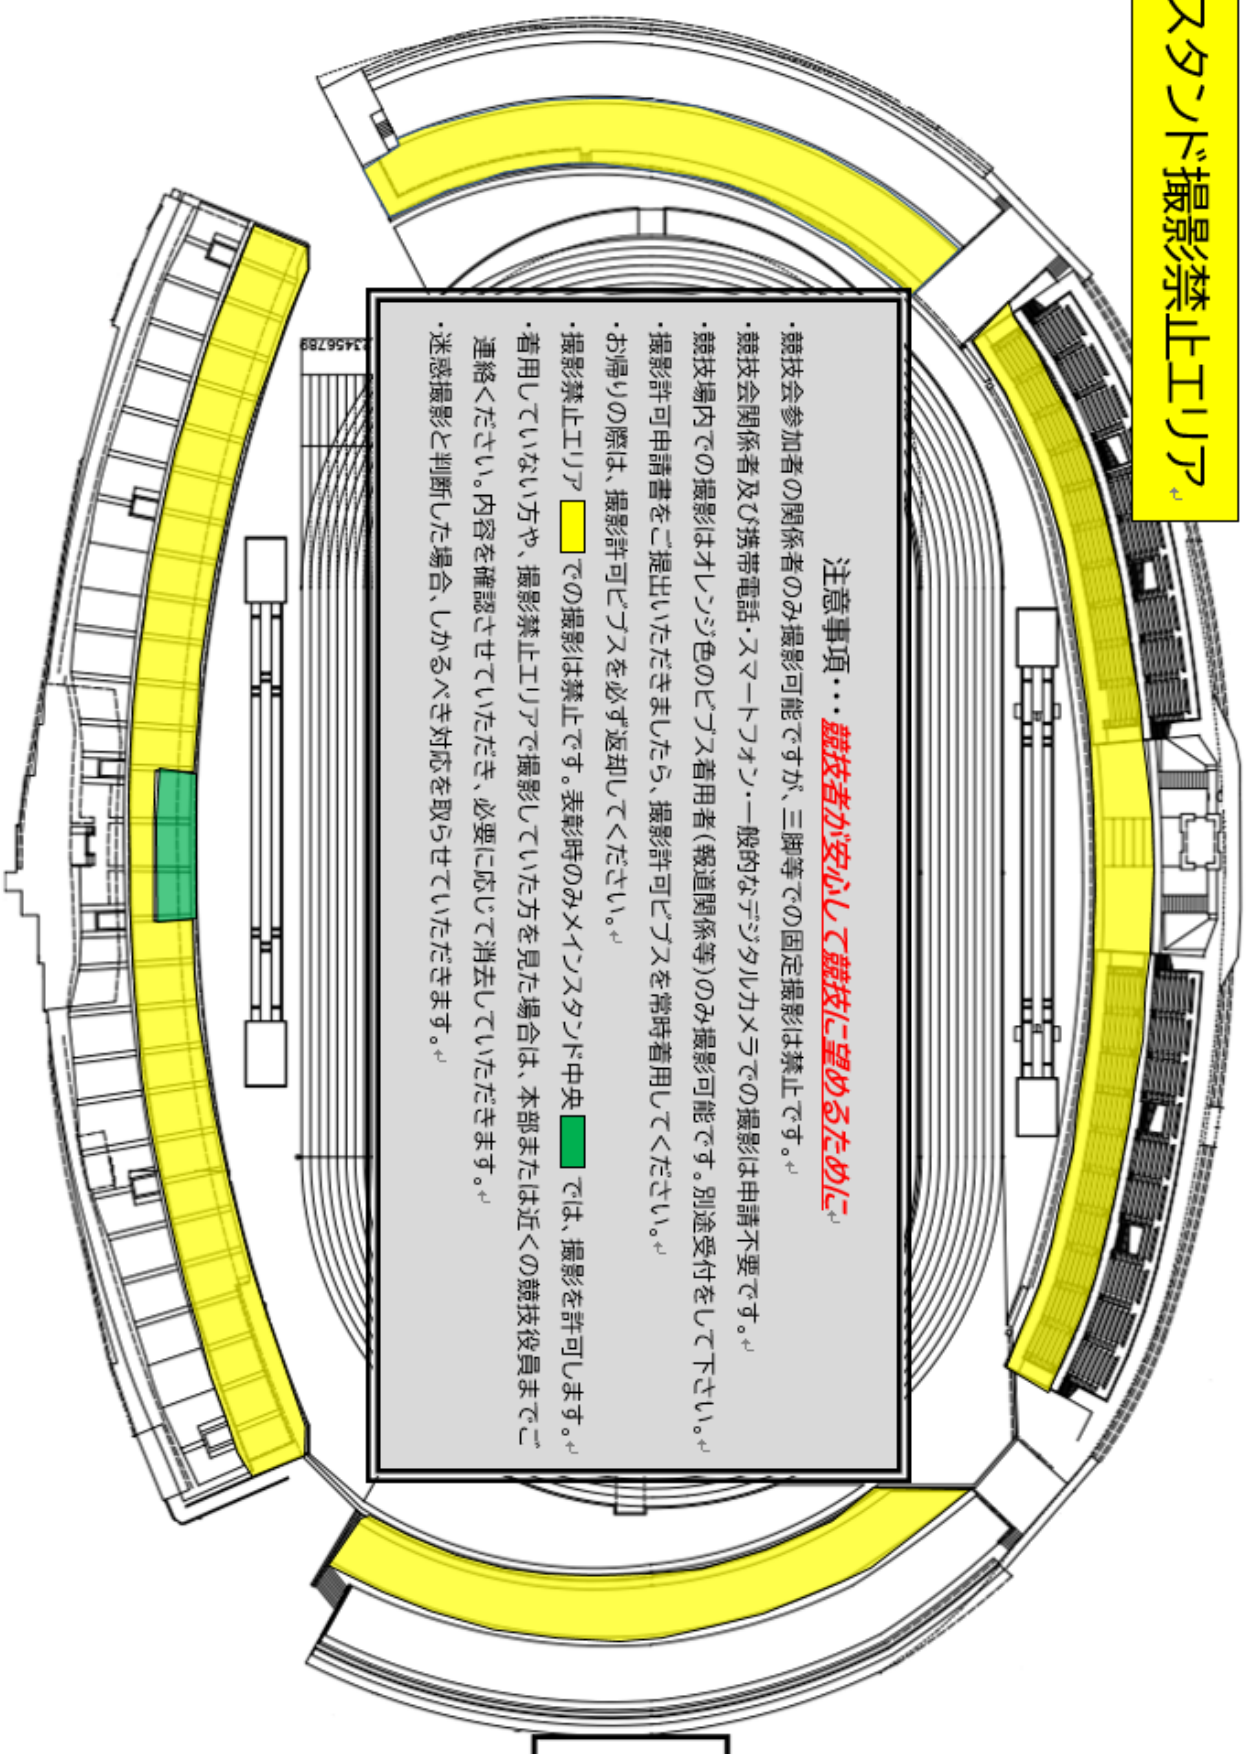 スタンド撮影禁止エリア
注意事項・・・競技者が安心して競技に望めるために
・競技会参加者の関係者のみ撮影可能ですが、三脚等での固定撮影は禁止です。
・競技会関係者及び携帯電話・スマートフォン・一般的なデジタルカメラでの撮影は申請不要です。
・競技場内での撮影はオレンジ色のビブス着用者(報道関係等)のみ撮影可能です。別途受付をして下さい。
・撮影許可申請書をご提出いただきましたら、撮影許可ビブスを常時着用してください。
・お帰りの際は、撮影許可ビブスを必ず返却してください。
・撮影禁止エリア での撮影は禁止です。表彰時のみメインスタンド中央 では、撮影を許可します。
・着用していない方や、撮影禁止エリアで撮影していた方を見た場合は、本部または近くの競技役員までご
連絡ください。内容を確認させていただき、必要に応じて消去していただきます。
・迷惑撮影と判断した場合、しかるべき対応を取らせていただきます。
23456789